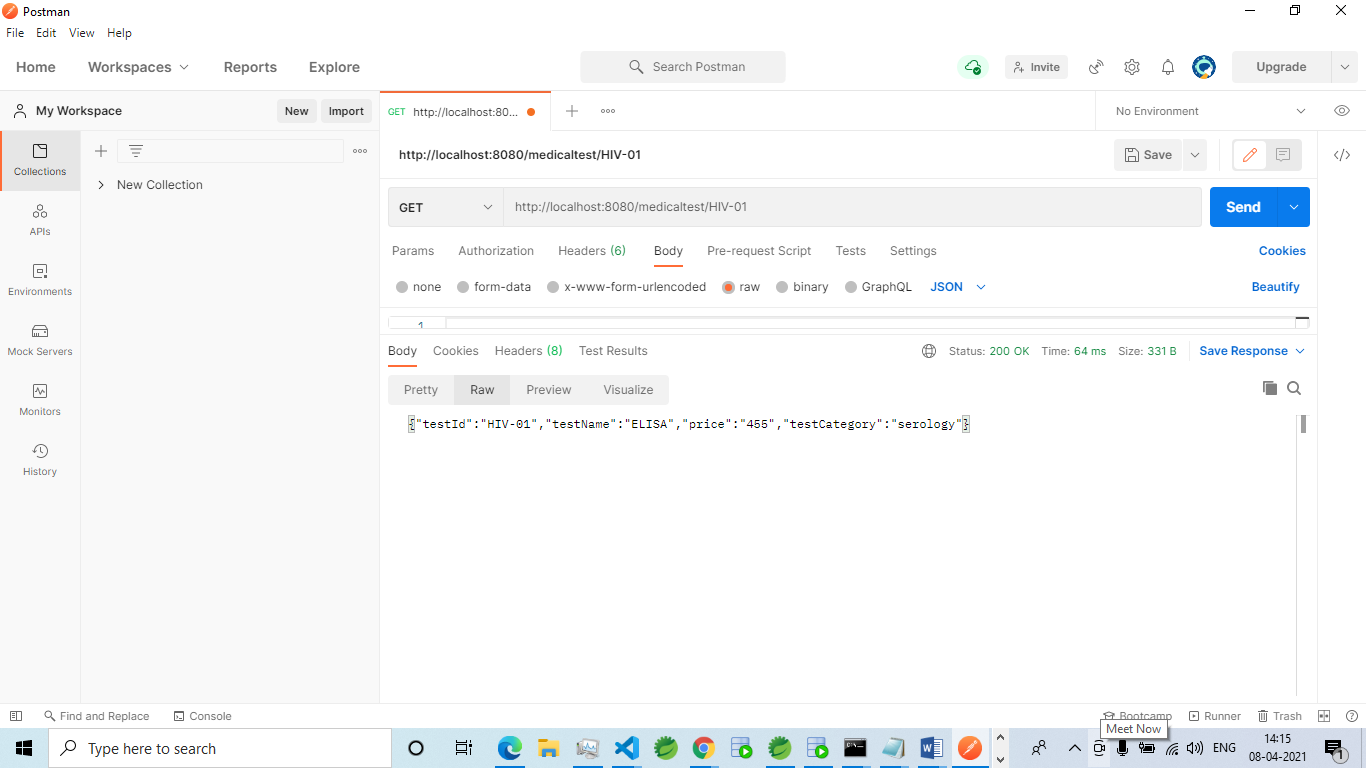 Postman
File Edit View Help
Home Workspaces Reports Explore Search Postman Invite Upgrade
My Workspace New Import GET http://localhost:80... No Environment
Collections
New Collection
APIs
Environments
Mock Servers
Monitors
History
http://localhost:8080/medicaltest/HIV-01 Save
GET http://localhost:8080/medicaltest/HIV-01 Send
Params Authorization Headers (6) Body Pre-request Script Tests Settings Cookies
none form-data x-www-form-urlencoded raw binary GraphQL JSON Beautify
1
Body Cookies Headers (8) Test Results Status: 200 OK Time: 64 ms Size: 331 B Save Response
Pretty Raw Preview Visualize
{"testId":"HIV-01","testName":"ELISA","price":"455","testCategory":"serology"}
Find and Replace Console Bootcamp Runner Trash
Meet Now
Type here to search ENG 14:15
08-04-2021 1